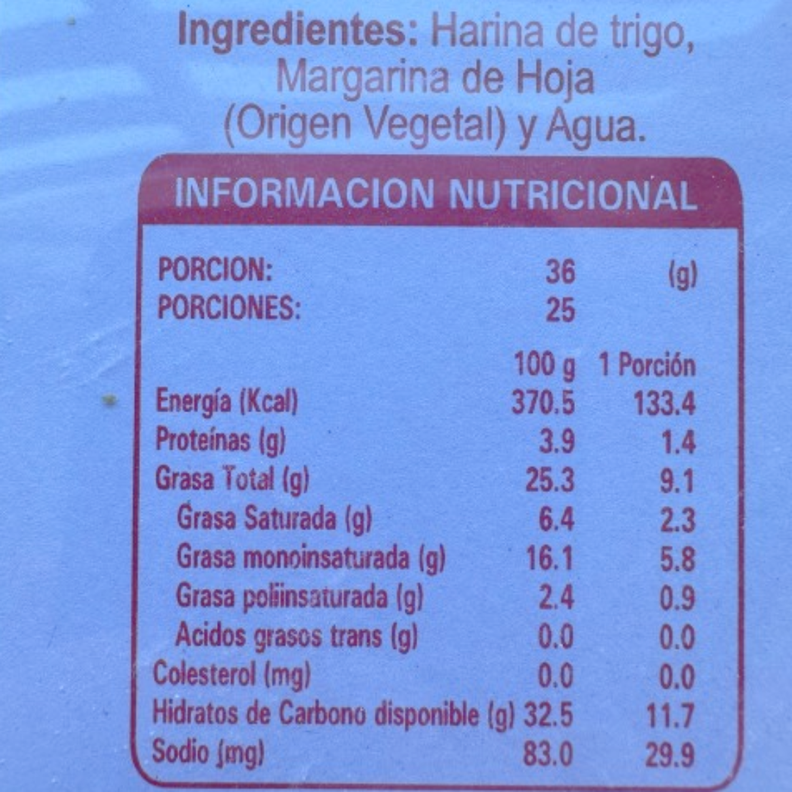 Ingredientes: Harina de trigo,
Margarina de Hoja
(Origen Vegetal) y Agua.
INFORMACION NUTRICIONAL
PORCION: 36 (g)
PORCIONES: 25
100 g 1 Porción
Energía (Kcal) 370.5 133.4
Proteínas (g) 3.9 1.4
Grasa Total (g) 25.3 9.1
Grasa Saturada (g) 6.4 2.3
Grasa monoinsaturada (g) 16.1 5.8
Grasa poliinsaturada (g) 2.4 0.9
Acidos grasos trans (g) 0.0 0.0
Colesterol (mg) 0.0 0.0
Hidratos de Carbono disponible (g) 32.5 11.7
Sodio (mg) 83.0 29.9